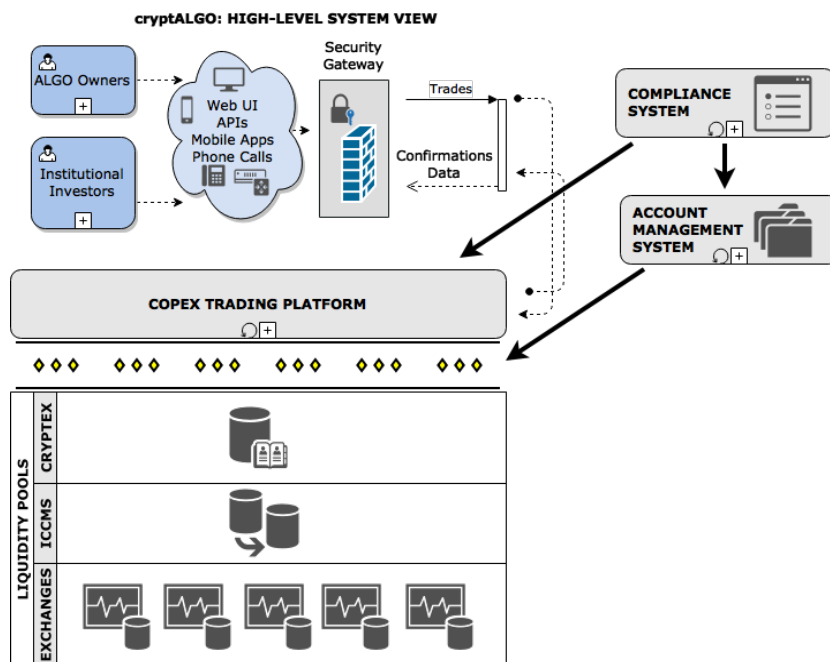 cryptALGO: HIGH-LEVEL SYSTEM VIEW
ALGO Owners
+
Institutional
Investors
+
Web UI
APIs
Mobile Apps
Phone Calls
Security
Gateway
Trades
Confirmations
Data
COMPLIANCE
SYSTEM
+
ACCOUNT
MANAGEMENT
SYSTEM
+
COPEX TRADING PLATFORM
+
LIQUIDITY POOLS
CRYPTEX
ICCMS
EXCHANGES